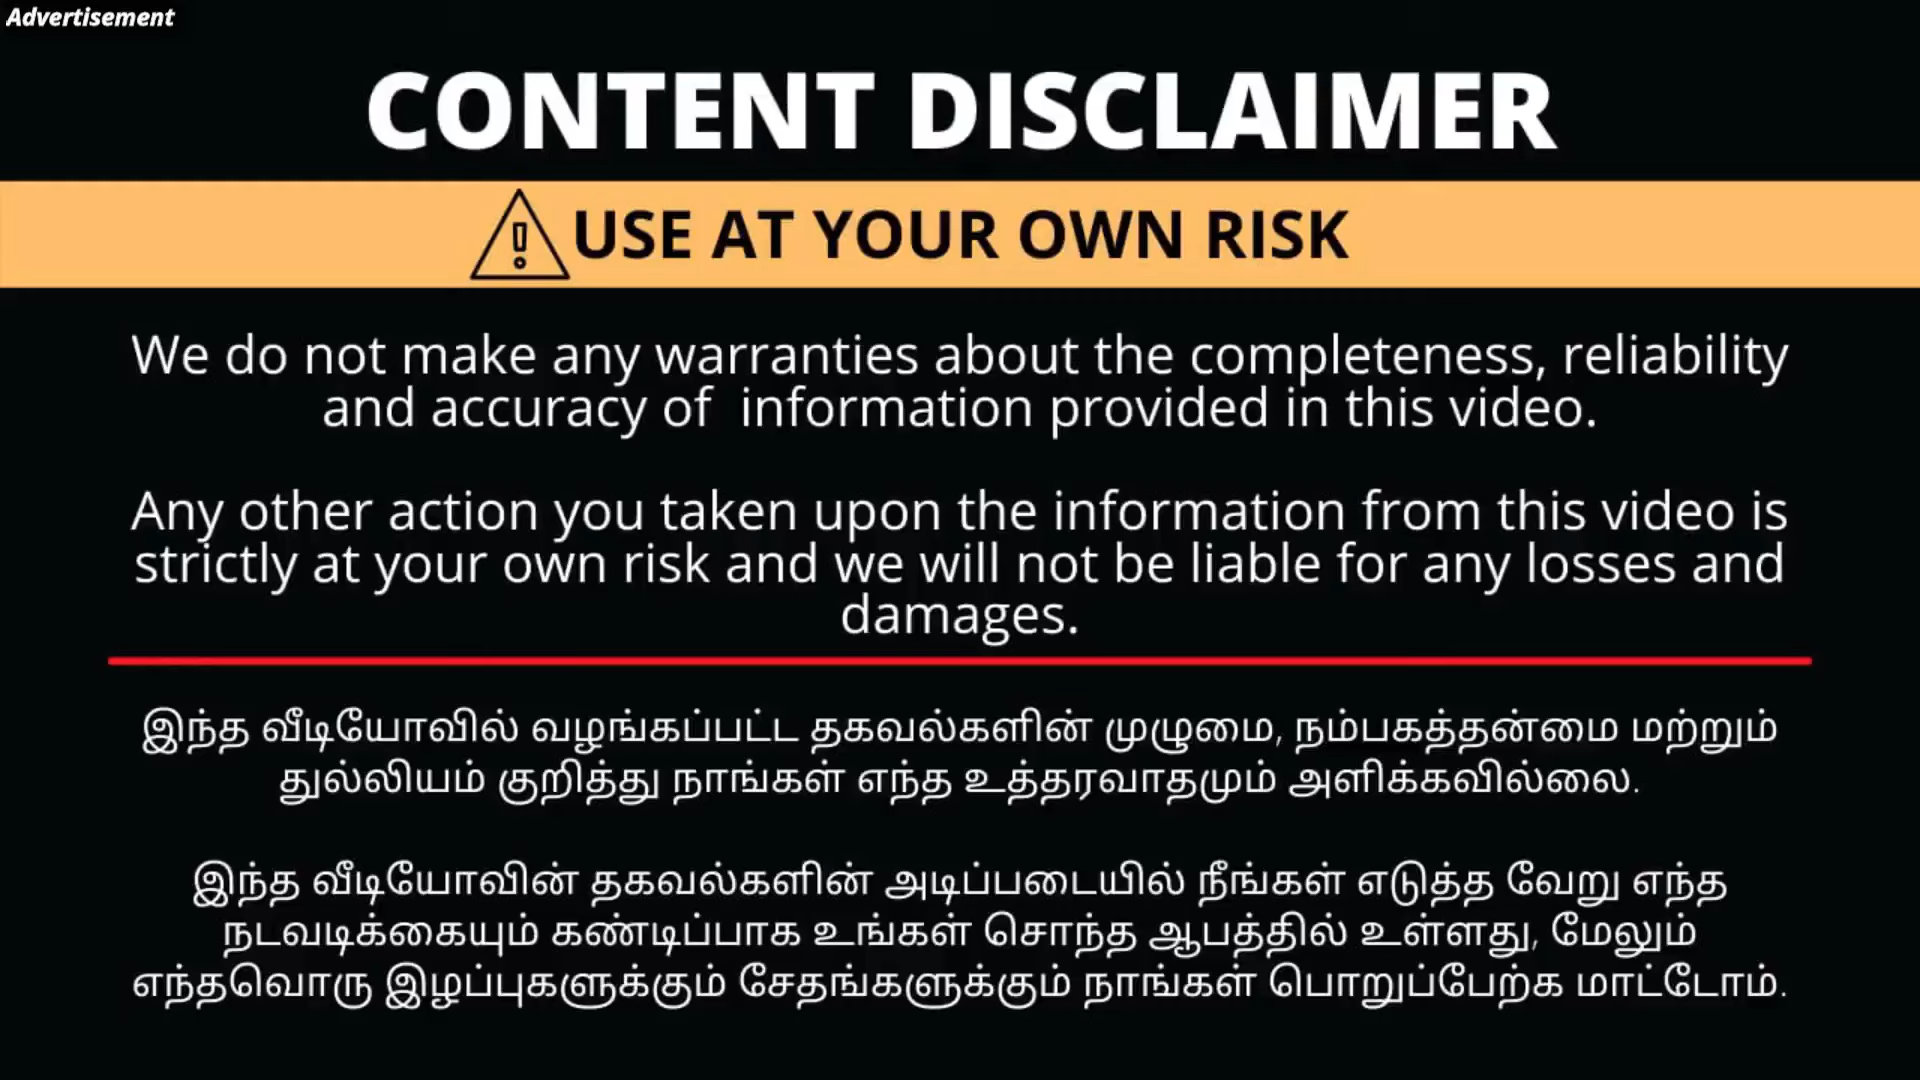 Advertisement
CONTENT DISCLAIMER
USE AT YOUR OWN RISK
We do not make any warranties about the completeness, reliability
and accuracy of information provided in this video.
Any other action you taken upon the information from this video is
strictly at your own risk and we will not be liable for any losses and
damages.
இந்த வீடியோவில் வழங்கப்பட்ட தகவல்களின் முழுமை, நம்பகத்தன்மை மற்றும்
துல்லியம் குறித்து நாங்கள் எந்த உத்தரவாதமும் அளிக்கவில்லை.
இந்த வீடியோவின் தகவல்களின் அடிப்படையில் நீங்கள் எடுத்த வேறு எந்த
நடவடிக்கையும் கண்டிப்பாக உங்கள் சொந்த ஆபத்தில் உள்ளது, மேலும்
எந்தவொரு இழப்புகளுக்கும் சேதங்களுக்கும் நாங்கள் பொறுப்பேற்க மாட்டோம்.